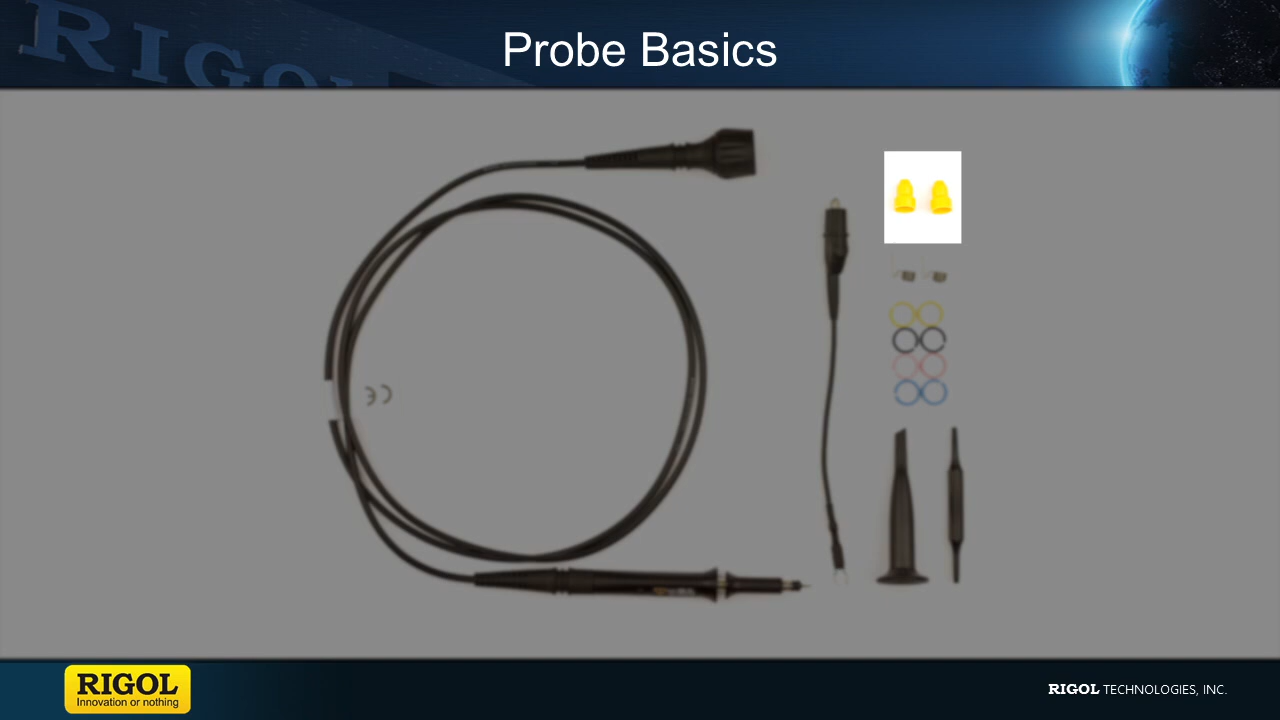 RIGOL
Probe Basics
CE
RIGOL
Innovation or nothing
RIGOL TECHNOLOGIES, INC.